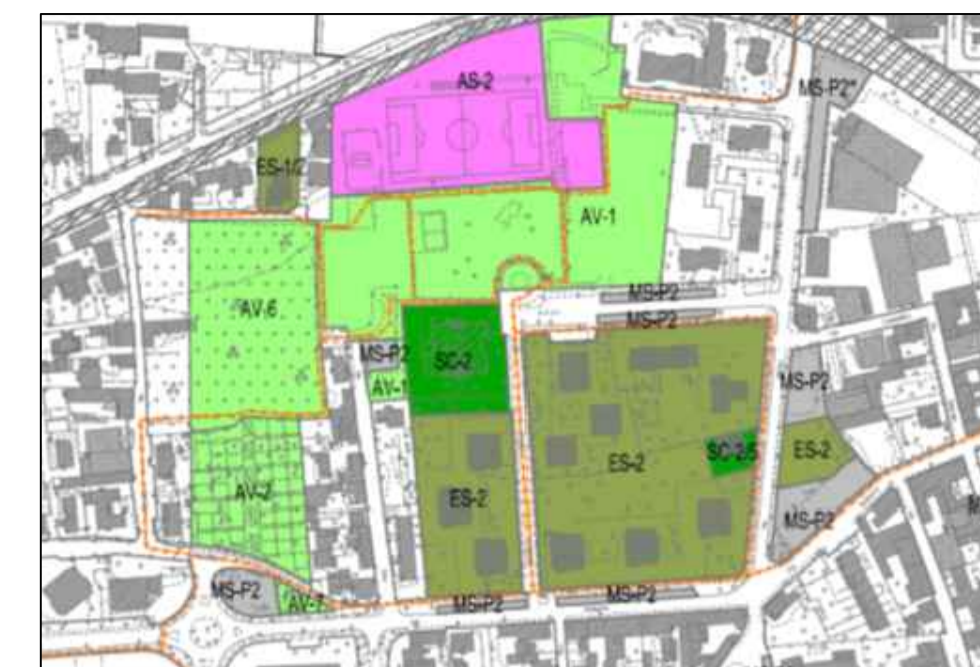 AS-2
MS-P2*
ES-1/2
AV-1
AV-6
MS-P2
MS-P2
MS-P2
SC-2
AV-1
MS-P2
AV-2
ES-2
ES-2
SC-2/5
ES-2
MS-P2
MS-P2
AV-7
MS-P2
MS-P2